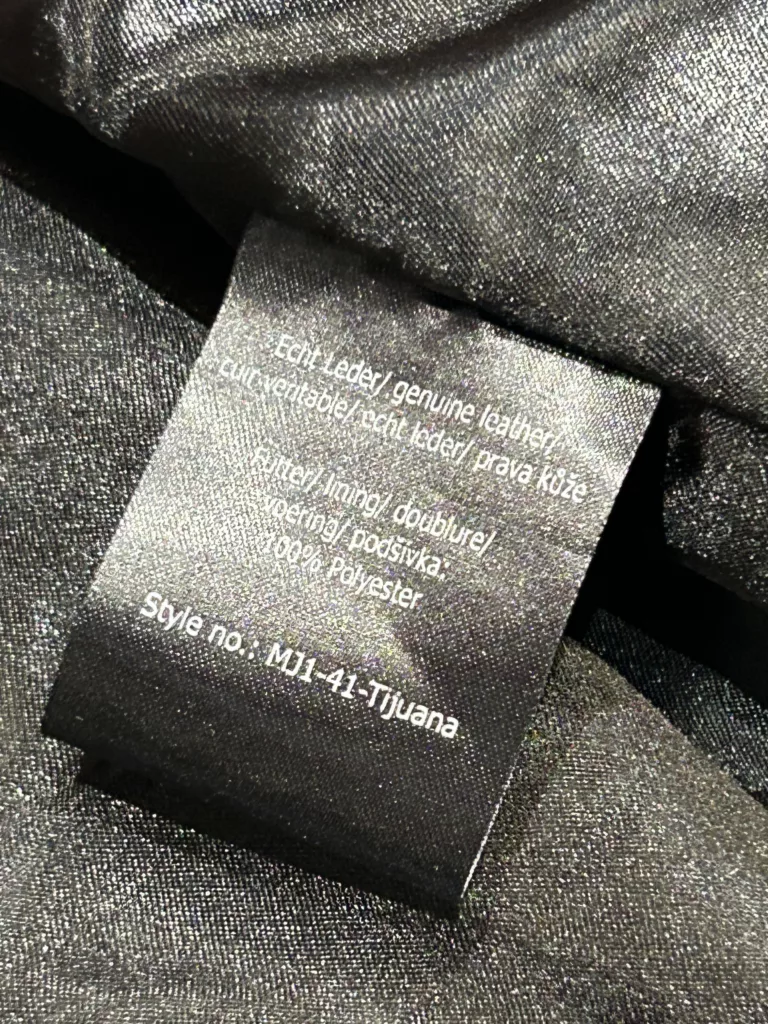 Echt Leder/ genuine leather/
cuir veritable/ echt leder/ prava kůže
Futter/ lining/ doublure/
voering/ podšívka:
100% Polyester
Style no.: MJ1-41-Tijuana